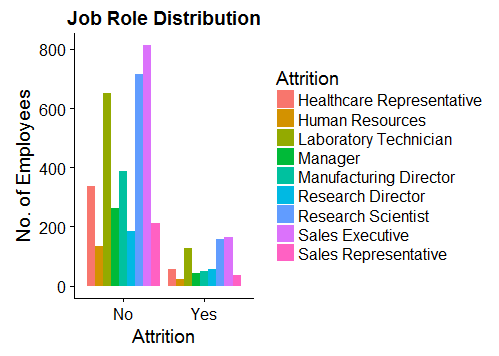 Job Role Distribution
No. of Employees
800
600
400
200
0
No
Yes
Attrition
Attrition
Healthcare Representative
Human Resources
Laboratory Technician
Manager
Manufacturing Director
Research Director
Research Scientist
Sales Executive
Sales Representative